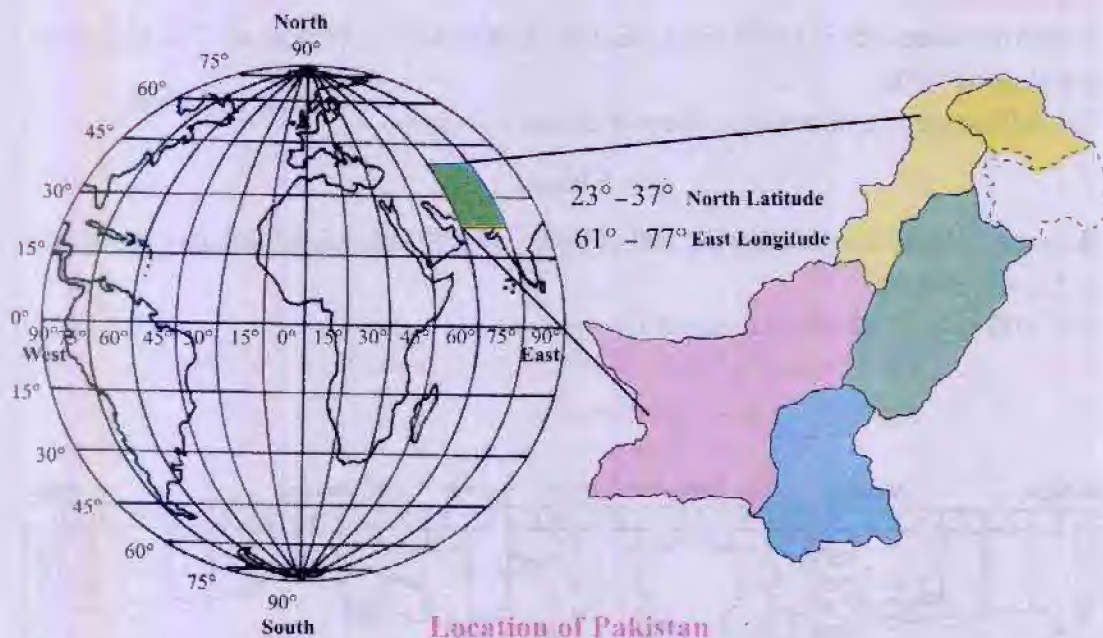 North
90°
75°
60°
45°
30°
15°
0°
90° 75° 60° 45° 30° 15° 0° 15° 30° 45° 60° 75° 90°
West
East
15°
30°
45°
60°
75°
90°
South
23° – 37° North Latitude
61° – 77° East Longitude
Location of Pakistan